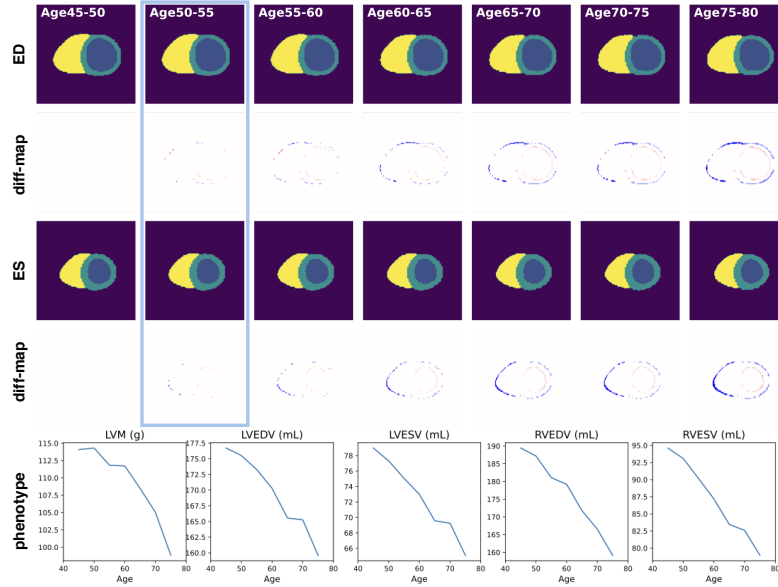 Age45-50 Age50-55 Age55-60 Age60-65 Age65-70 Age70-75 Age75-80
ED
diff-map
ES
diff-map
phenotype
LVM (g) LVEDV (mL) LVESV (mL) RVEDV (mL) RVESV (mL)
115.0 177.5 78 190 95.0
112.5 175.0 76 185 92.5
110.0 172.5 74 180 90.0
107.5 170.0 72 175 87.5
105.0 167.5 70 170 85.0
102.5 165.0 68 165 82.5
100.0 162.5 66 160 80.0
160.0
40 50 60 70 80 40 50 60 70 80 40 50 60 70 80 40 50 60 70 80 40 50 60 70 80
Age Age Age Age Age